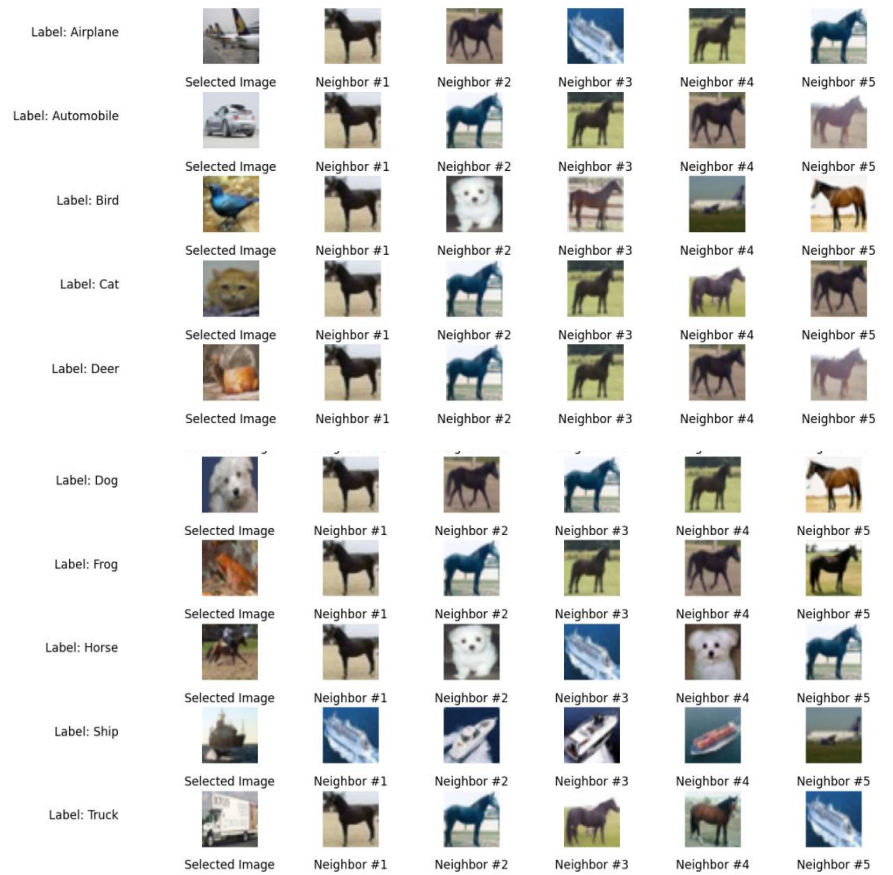 Label: Airplane
Selected Image Neighbor #1 Neighbor #2 Neighbor #3 Neighbor #4 Neighbor #5
Label: Automobile
Selected Image Neighbor #1 Neighbor #2 Neighbor #3 Neighbor #4 Neighbor #5
Label: Bird
Selected Image Neighbor #1 Neighbor #2 Neighbor #3 Neighbor #4 Neighbor #5
Label: Cat
Selected Image Neighbor #1 Neighbor #2 Neighbor #3 Neighbor #4 Neighbor #5
Label: Deer
Selected Image Neighbor #1 Neighbor #2 Neighbor #3 Neighbor #4 Neighbor #5
Label: Dog
Selected Image Neighbor #1 Neighbor #2 Neighbor #3 Neighbor #4 Neighbor #5
Label: Frog
Selected Image Neighbor #1 Neighbor #2 Neighbor #3 Neighbor #4 Neighbor #5
Label: Horse
Selected Image Neighbor #1 Neighbor #2 Neighbor #3 Neighbor #4 Neighbor #5
Label: Ship
Selected Image Neighbor #1 Neighbor #2 Neighbor #3 Neighbor #4 Neighbor #5
Label: Truck
Selected Image Neighbor #1 Neighbor #2 Neighbor #3 Neighbor #4 Neighbor #5